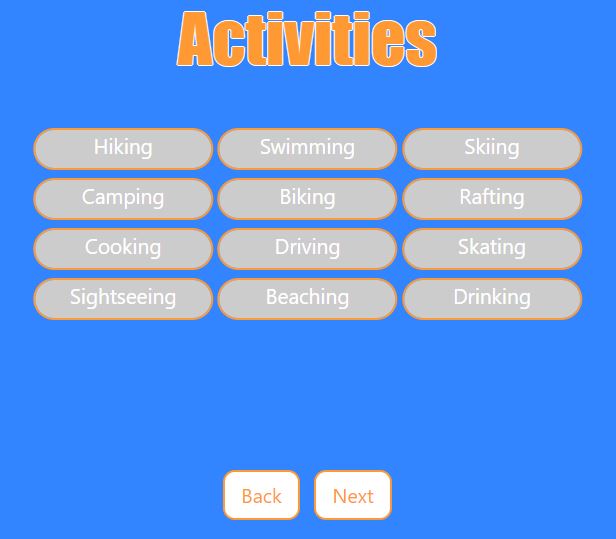 Activities
Hiking Swimming Skiing
Camping Biking Rafting
Cooking Driving Skating
Sightseeing Beaching Drinking
Back Next